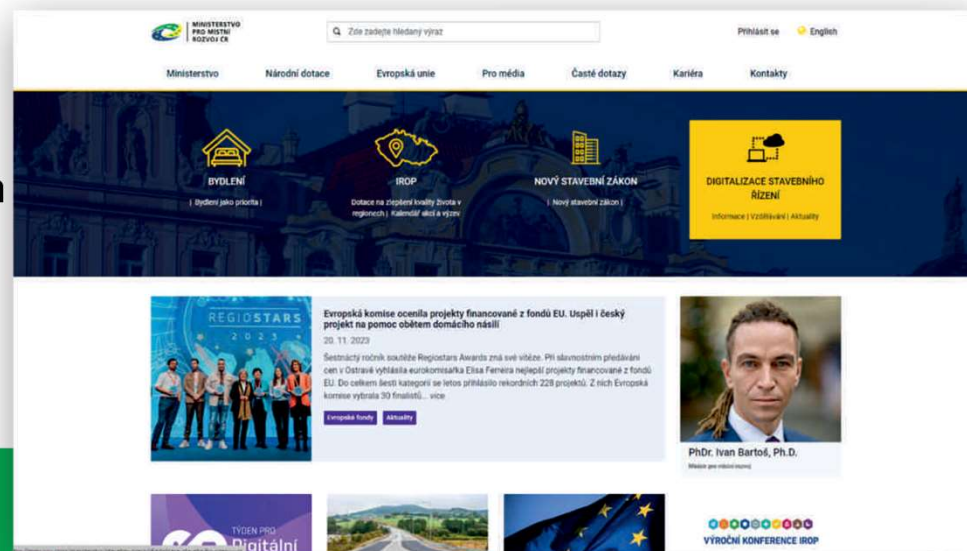 MINISTERSTVO
PRO MÍSTNÍ
ROZVOJ ČR
Zde zadejte hledaný výraz
Přihlásit se
English
Ministerstvo
Národní dotace
Evropská unie
Pro média
Časté dotazy
Kariéra
Kontakty
BYDLENÍ
| Bydlení jako priorita |
IROP
Dotace na zlepšení kvality života v
regionech | Kalendář akcí a výzev
NOVÝ STAVEBNÍ ZÁKON
| Nový stavební zákon |
DIGITALIZACE STAVEBNÍHO
ŘÍZENÍ
Informace | Vzdělávání | Aktuality
REGIOSTARS
2023
Evropská komise ocenila projekty financované z fondů EU. Uspěl i český
projekt na pomoc obětem domácího násilí
20. 11. 2023
Šestnáctý ročník soutěže Regiostars Awards zná své vítěze. Při slavnostním předávání
cen v Ostravě vyhlásila eurokomisařka Elisa Ferreira nejlepší projekty financované z fondů
EU. Do celkem šesti kategorií se letos přihlásilo rekordních 228 projektů. Z nich Evropská
komise vybrala 30 finalistů... více
Evropské fondy
Aktuality
PhDr. Ivan Bartoš, Ph.D.
Ministr pro místní rozvoj
TÝDEN PRO
Digitální
VÝROČNÍ KONFERENCE IROP